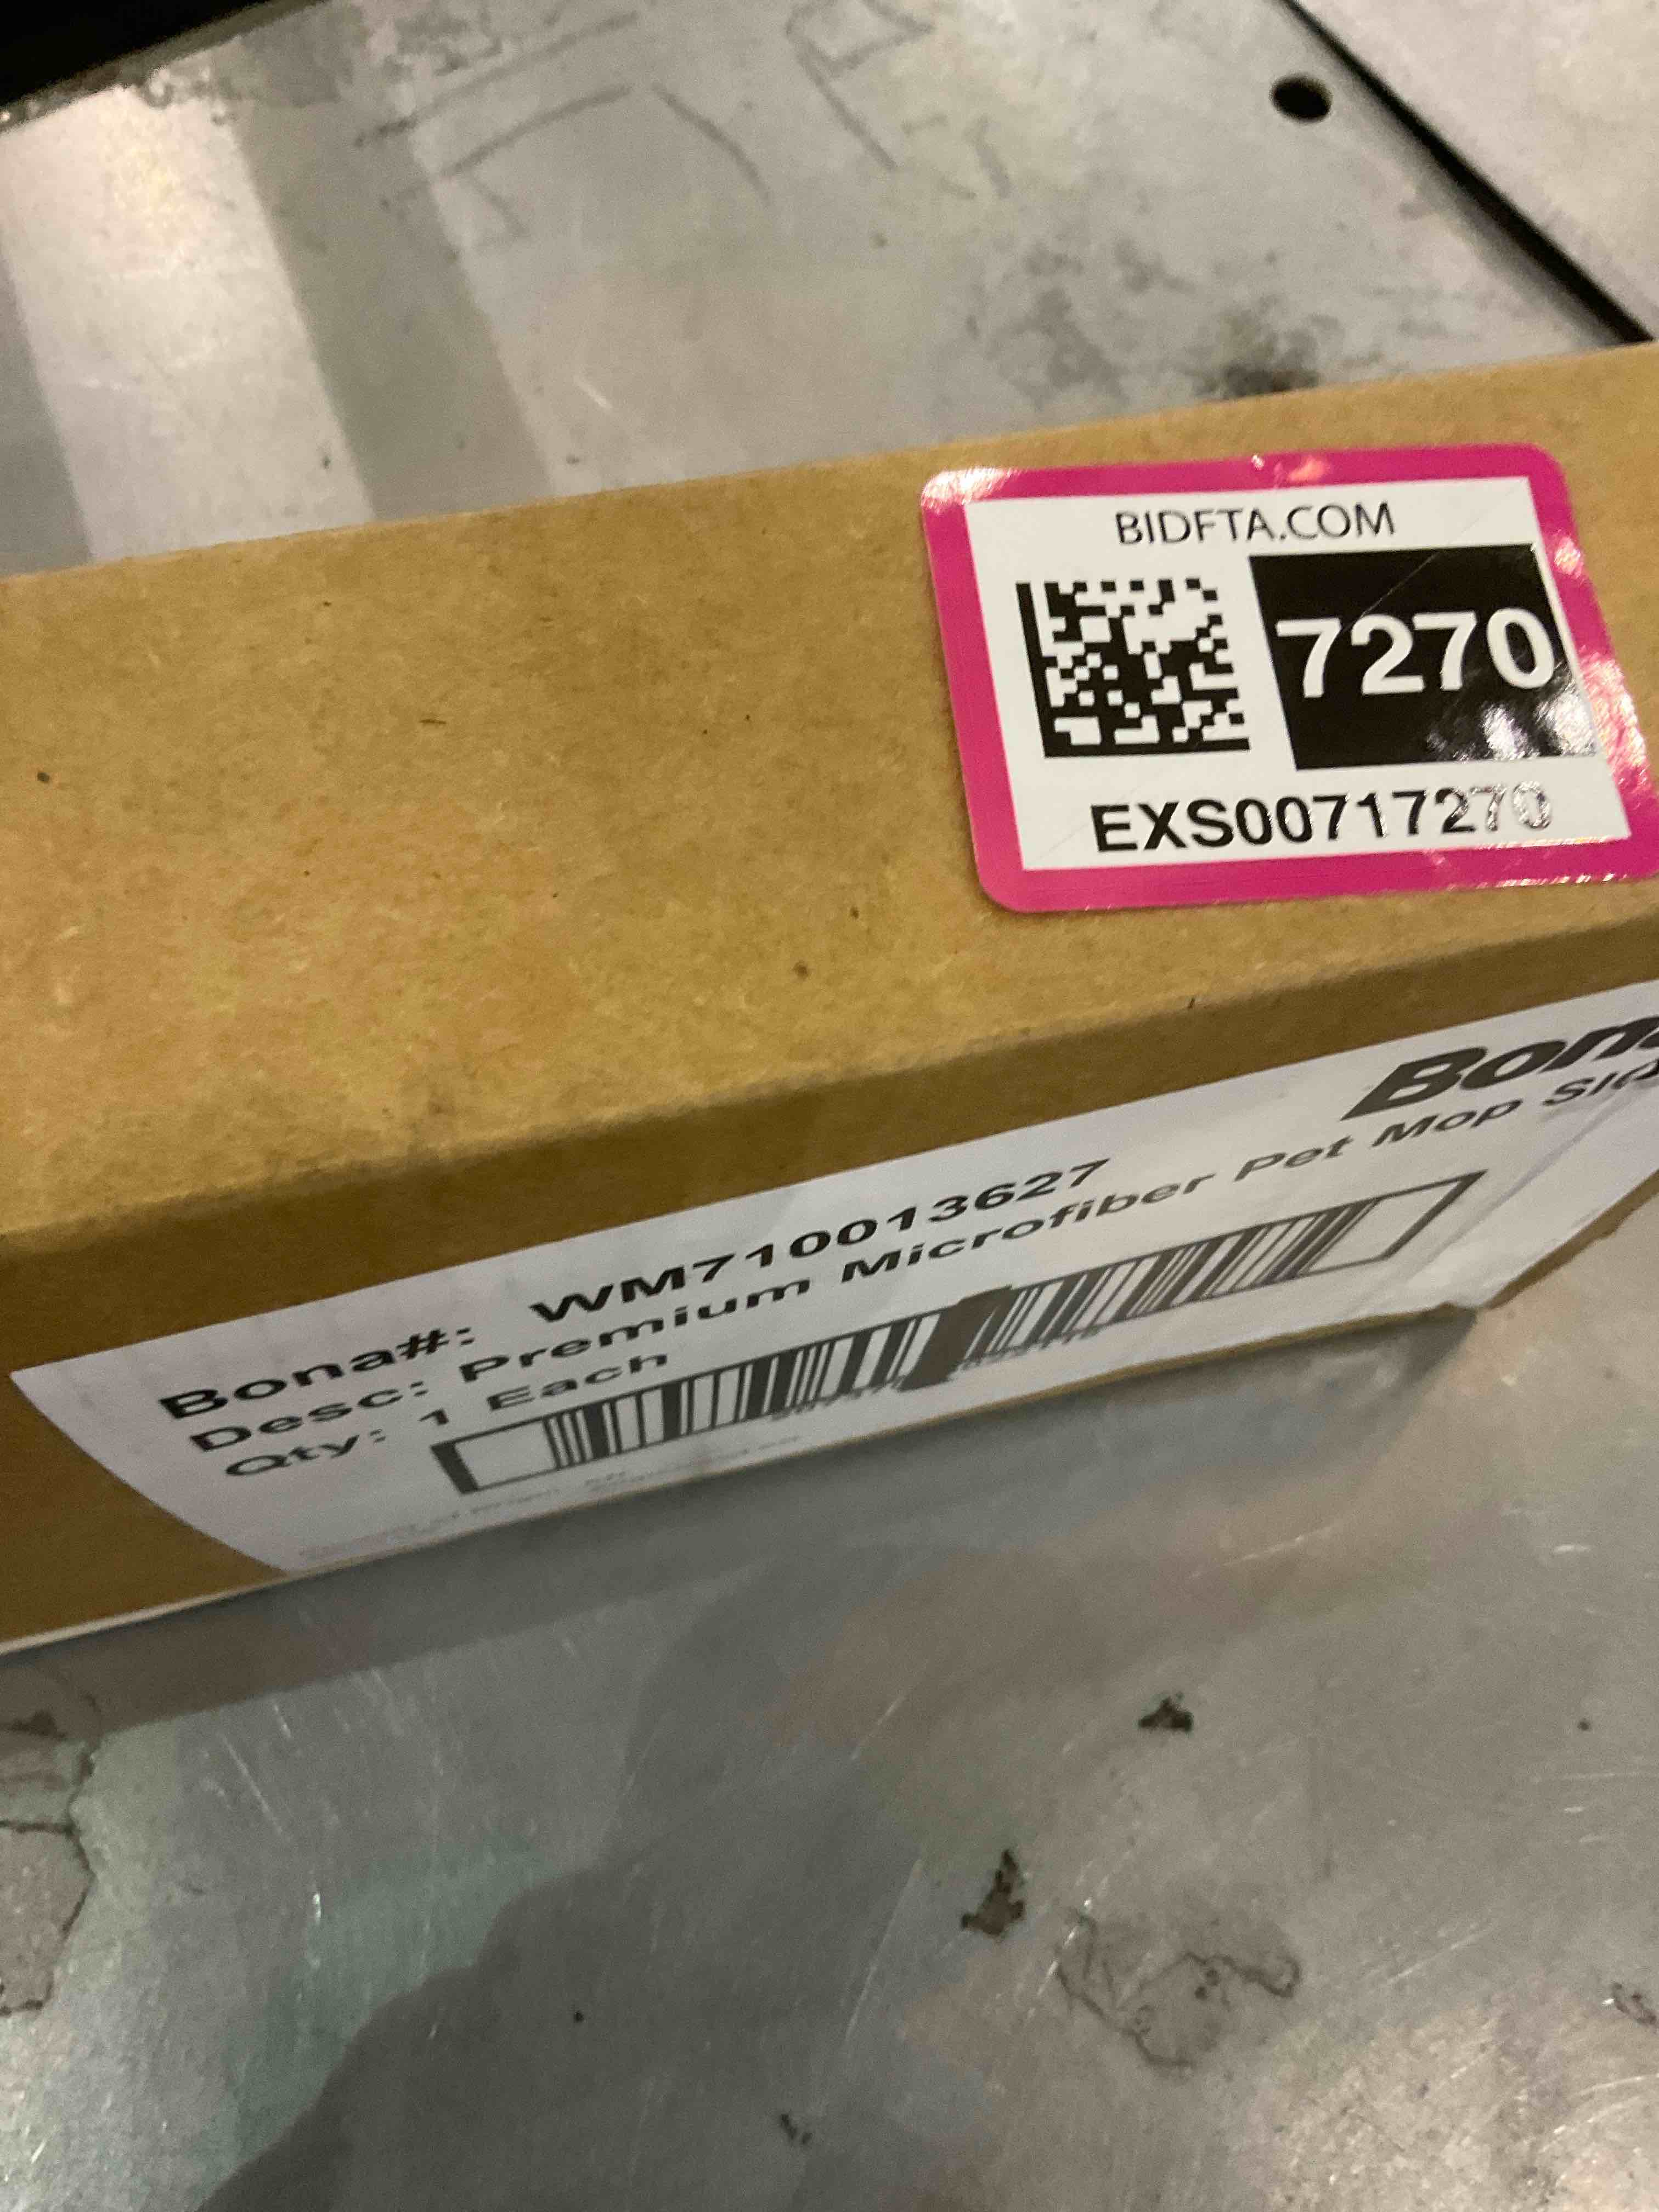 BIDFTA.COM
7270
EXS00717270
Bona
Bona#: WM710013627
Desc: Premium Microfiber Pet Mop
Qty: 1 Each